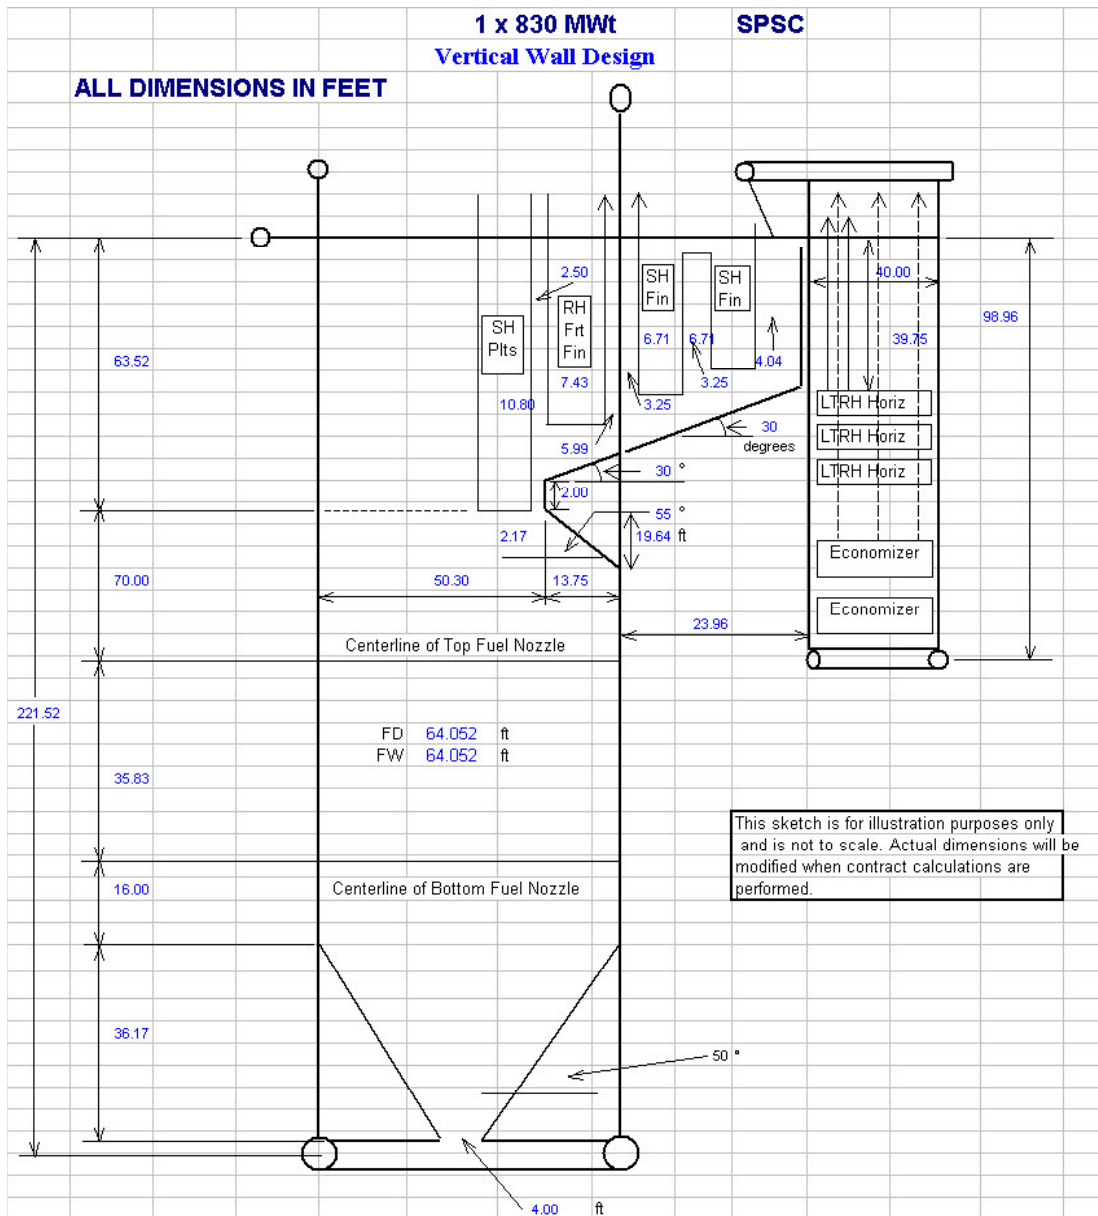 1 x 830 MWt SPSC
Vertical Wall Design
ALL DIMENSIONS IN FEET
2.50
SH
Fin
SH
Fin
40.00
RH
Frt
Fin
SH
Plts
98.96
6.71
6.71
39.75
63.52
4.04
7.43
3.25
10.80
3.25
LTRH Horiz
30
degrees
5.99
LTRH Horiz
30 °
LTRH Horiz
2.00
55 °
2.17
19.64 ft
Economizer
70.00
50.30
13.75
Economizer
23.96
Centerline of Top Fuel Nozzle
221.52
FD 64.052 ft
FW 64.052 ft
35.83
This sketch is for illustration purposes only
and is not to scale. Actual dimensions will be
modified when contract calculations are
performed.
16.00
Centerline of Bottom Fuel Nozzle
36.17
50 °
4.00 ft